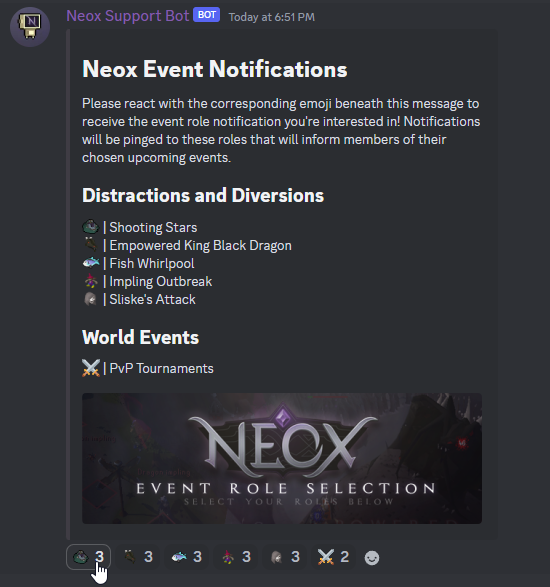 Neox Support Bot BOT Today at 6:51 PM
Neox Event Notifications
Please react with the corresponding emoji beneath this message to
receive the event role notification you're interested in! Notifications
will be pinged to these roles that will inform members of their
chosen upcoming events.
Distractions and Diversions
| Shooting Stars
| Empowered King Black Dragon
| Fish Whirlpool
| Impling Outbreak
| Sliske's Attack
World Events
| PvP Tournaments
NEOX
EVENT ROLE SELECTION
SELECT YOUR ROLES BELOW
3 3 3 3 3 2